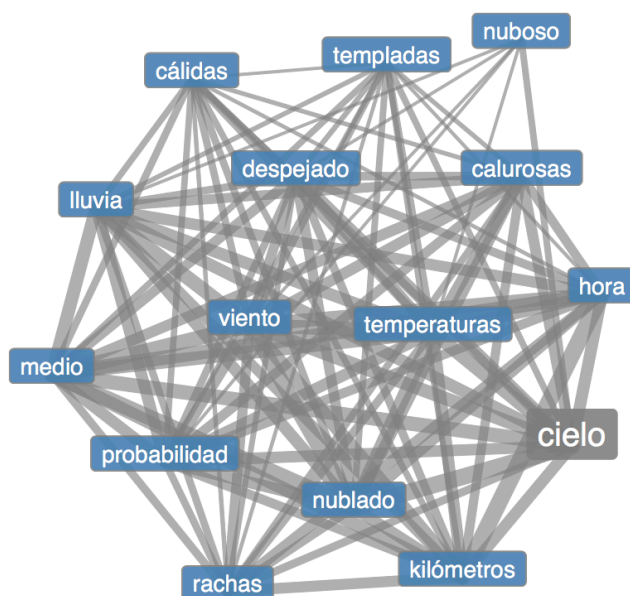 nuboso
templadas
cálidas
despejado
calurosas
lluvia
hora
viento
temperaturas
medio
cielo
probabilidad
nublado
kilómetros
rachas